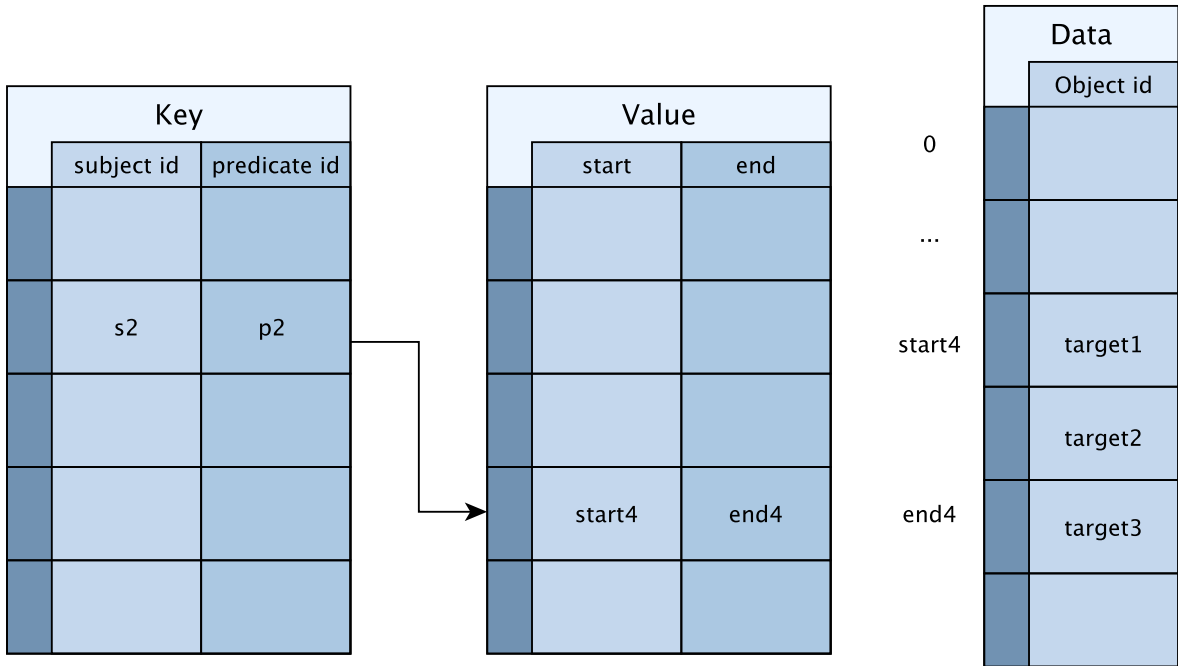 Key
subject id predicate id
s2 p2
Value
start end
start4 end4
0
...
start4
end4
Data
Object id
target1
target2
target3